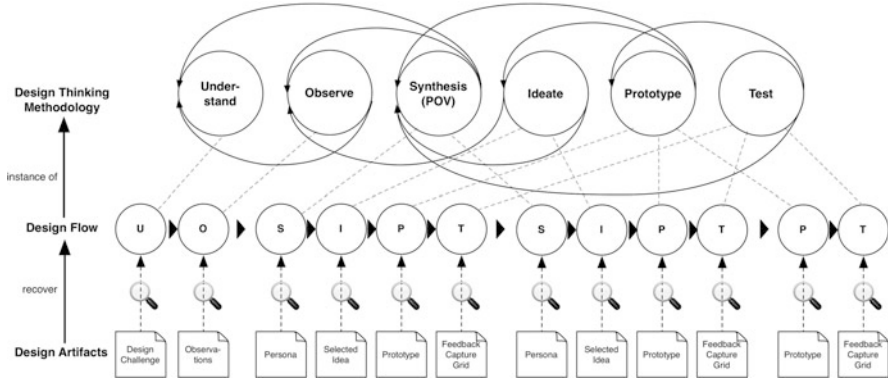 Design Thinking
Methodology
Under-
stand
Observe
Synthesis
(POV)
Ideate
Prototype
Test
instance of
Design Flow
U
O
S
I
P
T
S
I
P
T
P
T
recover
Design Artifacts
Design
Challenge
Observa-
tions
Persona
Selected
Idea
Prototype
Feedback
Capture
Grid
Persona
Selected
Idea
Prototype
Feedback
Capture
Grid
Prototype
Feedback
Capture
Grid